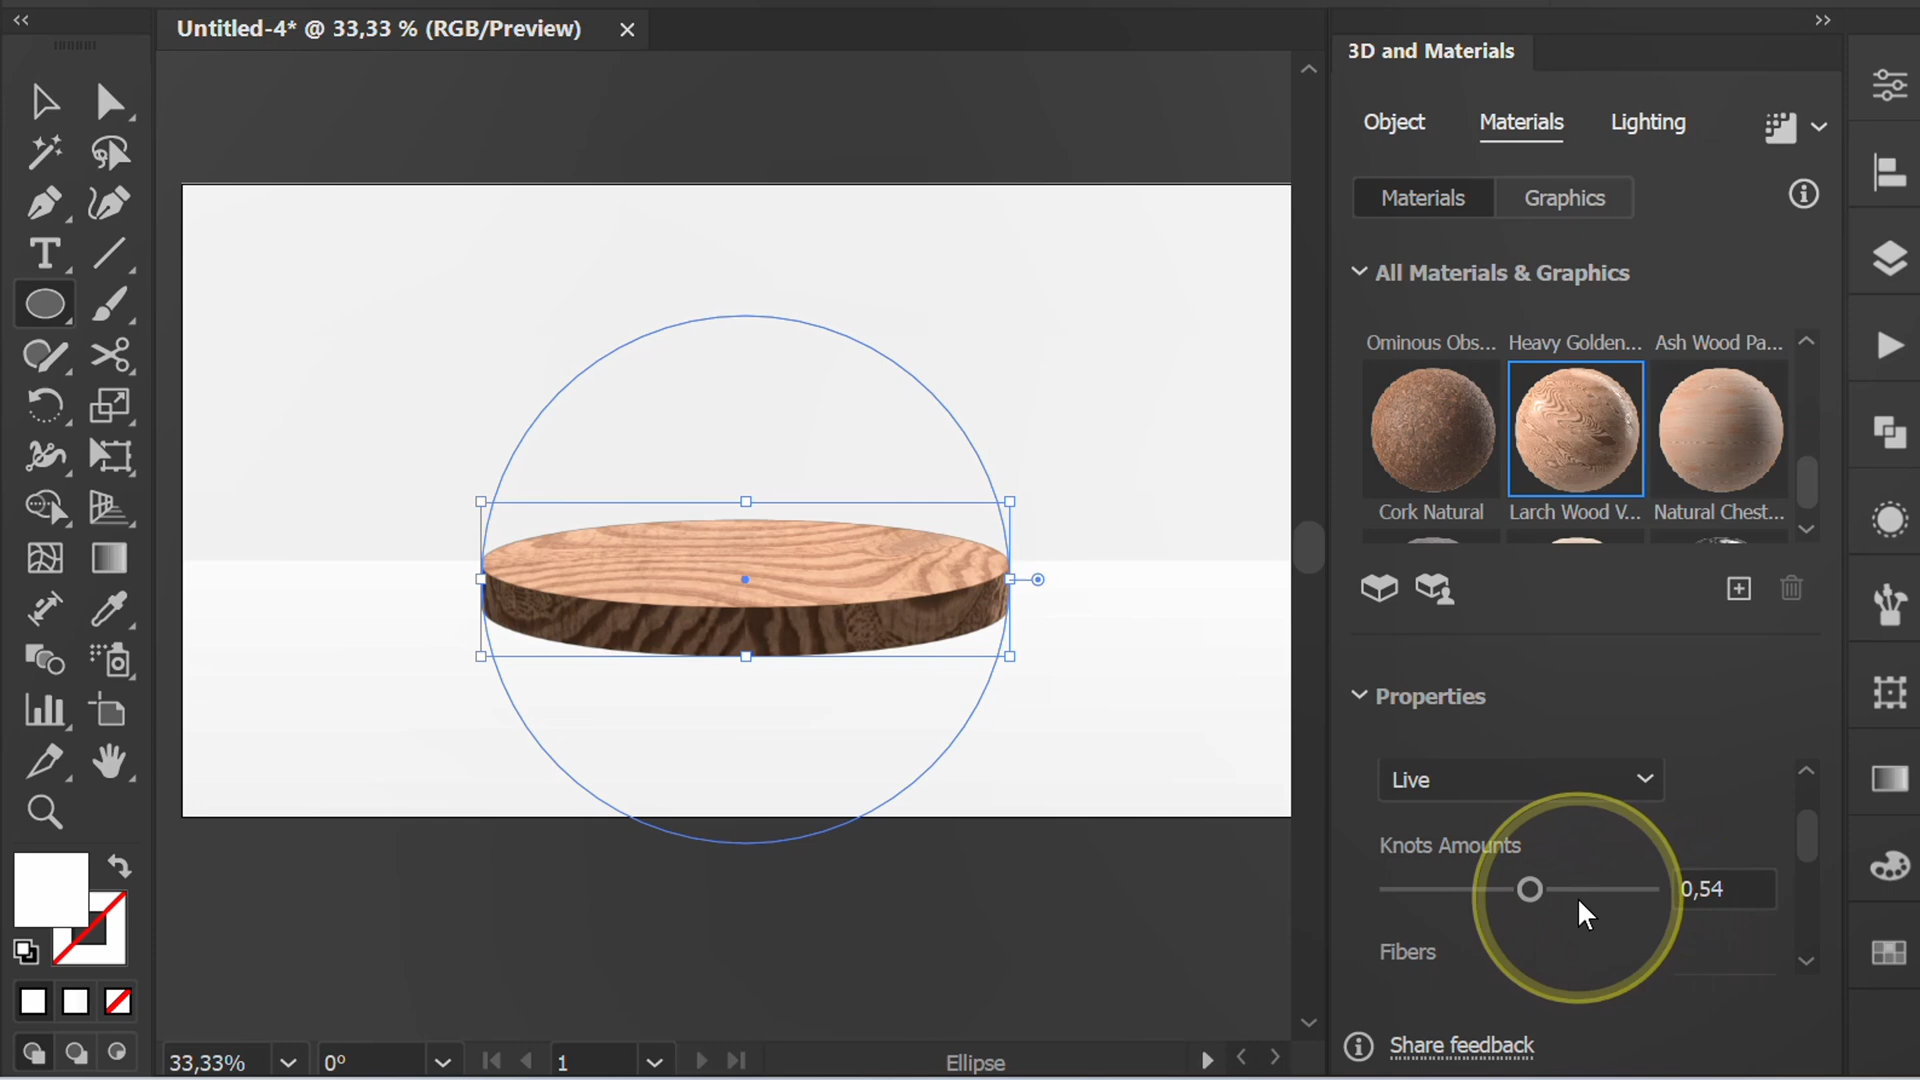 Untitled-4* @ 33,33 % (RGB/Preview)
3D and Materials
Object Materials Lighting
Materials Graphics
All Materials & Graphics
Ominous Obs... Heavy Golden... Ash Wood Pa...
Cork Natural Larch Wood V... Natural Chest...
Properties
Live
Knots Amounts
0,54
Fibers
Share feedback
33,33% 0° 1 Ellipse